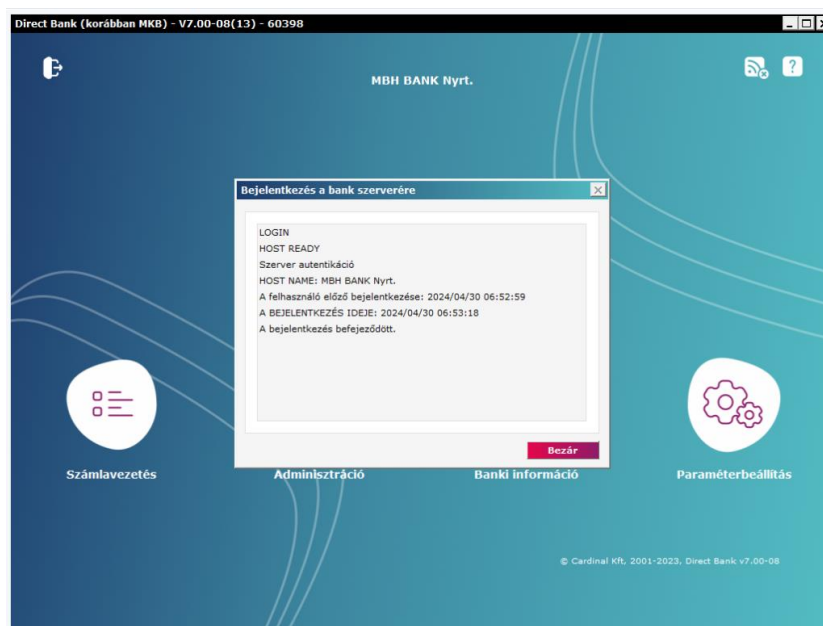 Direct Bank (korábban MKB) - V7.00-08(13) - 60398
MBH BANK Nyrt.
?
Bejelentkezés a bank szerverére
LOGIN
HOST READY
Szerver autentikáció
HOST NAME: MBH BANK Nyrt.
A felhasználó előző bejelentkezése: 2024/04/30 06:52:59
A BEJELENTKEZÉS IDEJE: 2024/04/30 06:53:18
A bejelentkezés befejeződött.
Bezár
Számlavezetés
Adminisztráció
Banki információ
Paraméterbeállítás
© Cardinal Kft. 2001-2023. Direct Bank v7.00-08